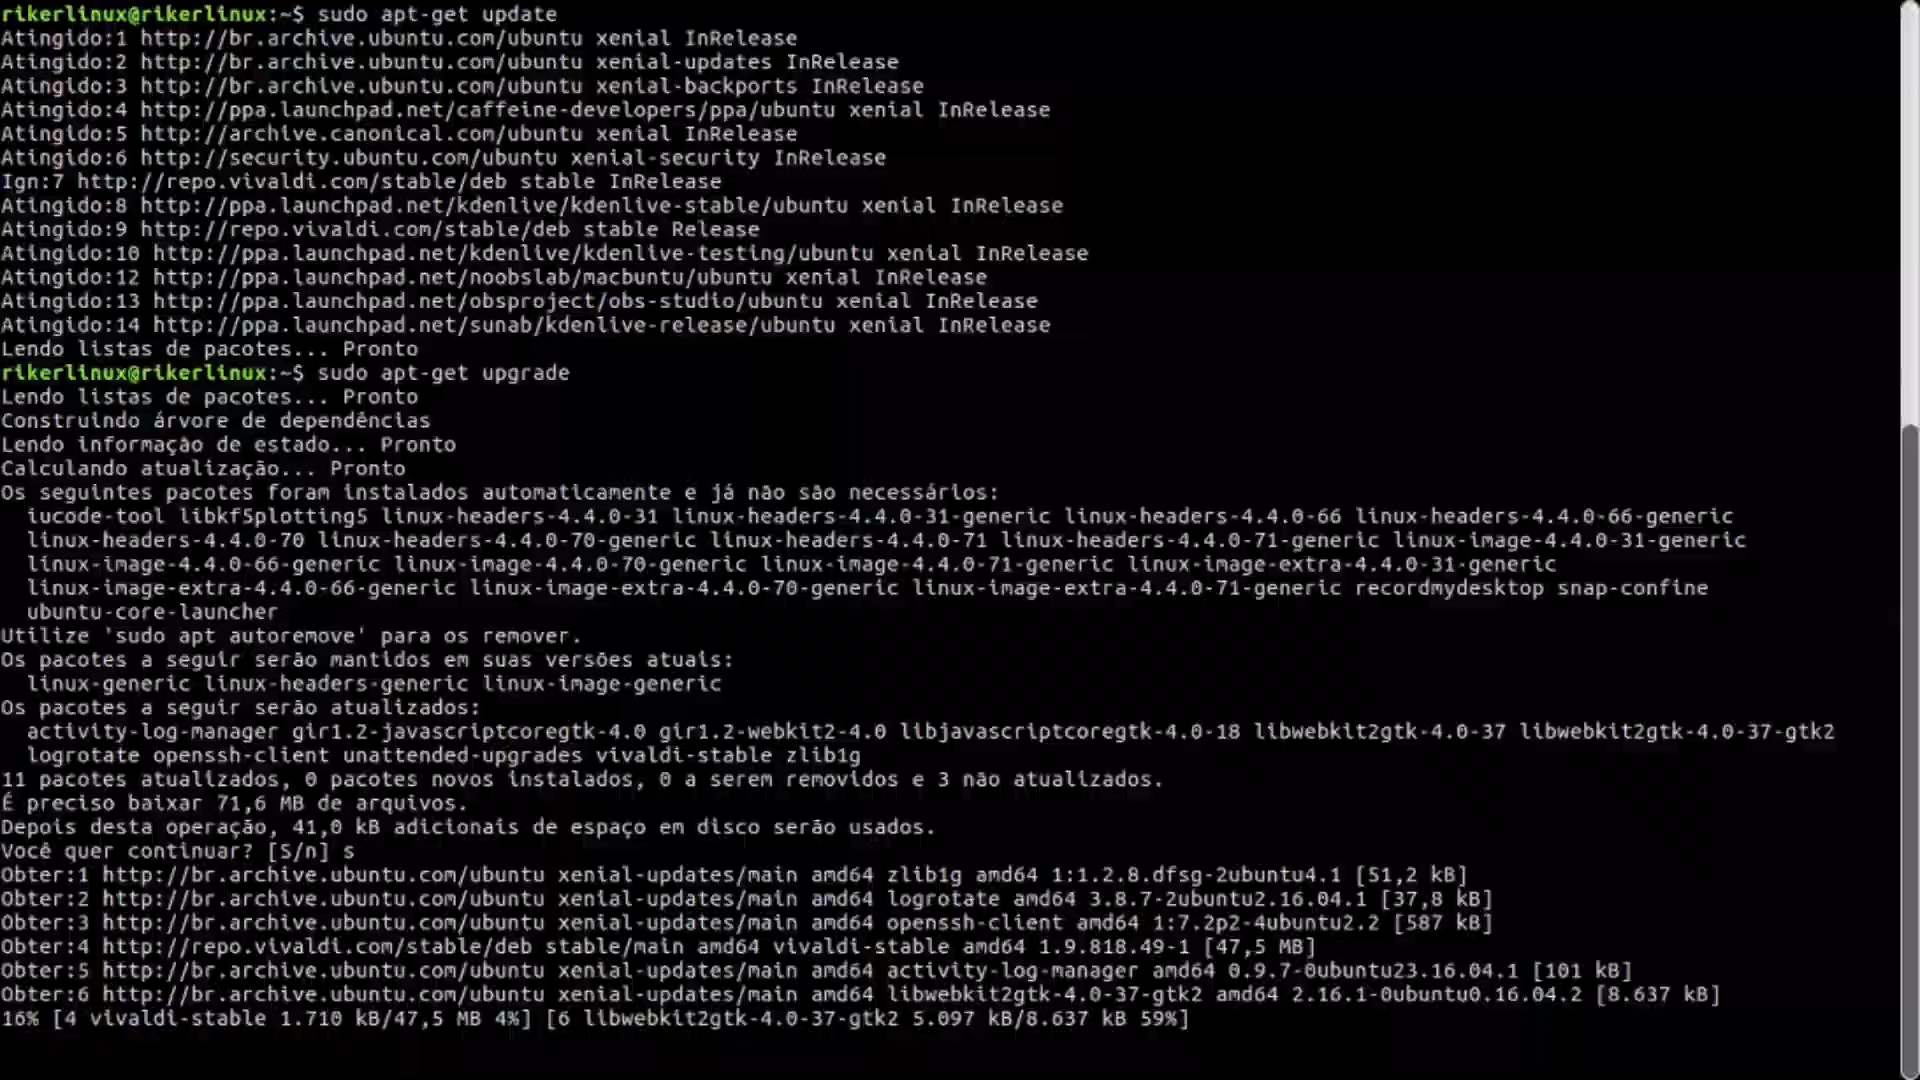 rikerlinux@rikerlinux:~$ sudo apt-get update
Atingido:1 http://br.archive.ubuntu.com/ubuntu xenial InRelease
Atingido:2 http://br.archive.ubuntu.com/ubuntu xenial-updates InRelease
Atingido:3 http://br.archive.ubuntu.com/ubuntu xenial-backports InRelease
Atingido:4 http://ppa.launchpad.net/caffeine-developers/ppa/ubuntu xenial InRelease
Atingido:5 http://archive.canonical.com/ubuntu xenial InRelease
Atingido:6 http://security.ubuntu.com/ubuntu xenial-security InRelease
Ign:7 http://repo.vivaldi.com/stable/deb stable InRelease
Atingido:8 http://ppa.launchpad.net/kdenlive/kdenlive-stable/ubuntu xenial InRelease
Atingido:9 http://repo.vivaldi.com/stable/deb stable Release
Atingido:10 http://ppa.launchpad.net/kdenlive/kdenlive-testing/ubuntu xenial InRelease
Atingido:12 http://ppa.launchpad.net/noobslab/macbuntu/ubuntu xenial InRelease
Atingido:13 http://ppa.launchpad.net/obsproject/obs-studio/ubuntu xenial InRelease
Atingido:14 http://ppa.launchpad.net/sunab/kdenlive-release/ubuntu xenial InRelease
Lendo listas de pacotes... Pronto
rikerlinux@rikerlinux:~$ sudo apt-get upgrade
Lendo listas de pacotes... Pronto
Construindo árvore de dependências
Lendo informação de estado... Pronto
Calculando atualização... Pronto
Os seguintes pacotes foram instalados automaticamente e já não são necessários:
  iucode-tool libkf5plotting5 linux-headers-4.4.0-31 linux-headers-4.4.0-31-generic linux-headers-4.4.0-66 linux-headers-4.4.0-66-generic
  linux-headers-4.4.0-70 linux-headers-4.4.0-70-generic linux-headers-4.4.0-71 linux-headers-4.4.0-71-generic linux-image-4.4.0-31-generic
  linux-image-4.4.0-66-generic linux-image-4.4.0-70-generic linux-image-4.4.0-71-generic linux-image-extra-4.4.0-31-generic
  linux-image-extra-4.4.0-66-generic linux-image-extra-4.4.0-70-generic linux-image-extra-4.4.0-71-generic recordmydesktop snap-confine
  ubuntu-core-launcher
Utilize 'sudo apt autoremove' para os remover.
Os pacotes a seguir serão mantidos em suas versões atuais:
  linux-generic linux-headers-generic linux-image-generic
Os pacotes a seguir serão atualizados:
  activity-log-manager gir1.2-javascriptcoregtk-4.0 gir1.2-webkit2-4.0 libjavascriptcoregtk-4.0-18 libwebkit2gtk-4.0-37 libwebkit2gtk-4.0-37-gtk2
  logrotate openssh-client unattended-upgrades vivaldi-stable zlib1g
11 pacotes atualizados, 0 pacotes novos instalados, 0 a serem removidos e 3 não atualizados.
É preciso baixar 71,6 MB de arquivos.
Depois desta operação, 41,0 kB adicionais de espaço em disco serão usados.
Você quer continuar? [S/n] s
Obter:1 http://br.archive.ubuntu.com/ubuntu xenial-updates/main amd64 zlib1g amd64 1:1.2.8.dfsg-2ubuntu4.1 [51,2 kB]
Obter:2 http://br.archive.ubuntu.com/ubuntu xenial-updates/main amd64 logrotate amd64 3.8.7-2ubuntu2.16.04.1 [37,8 kB]
Obter:3 http://br.archive.ubuntu.com/ubuntu xenial-updates/main amd64 openssh-client amd64 1:7.2p2-4ubuntu2.2 [587 kB]
Obter:4 http://repo.vivaldi.com/stable/deb stable/main amd64 vivaldi-stable amd64 1.9.818.49-1 [47,5 MB]
Obter:5 http://br.archive.ubuntu.com/ubuntu xenial-updates/main amd64 activity-log-manager amd64 0.9.7-0ubuntu23.16.04.1 [101 kB]
Obter:6 http://br.archive.ubuntu.com/ubuntu xenial-updates/main amd64 libwebkit2gtk-4.0-37-gtk2 amd64 2.16.1-0ubuntu0.16.04.2 [8.637 kB]
16% [4 vivaldi-stable 1.710 kB/47,5 MB 4%] [6 libwebkit2gtk-4.0-37-gtk2 5.097 kB/8.637 kB 59%]